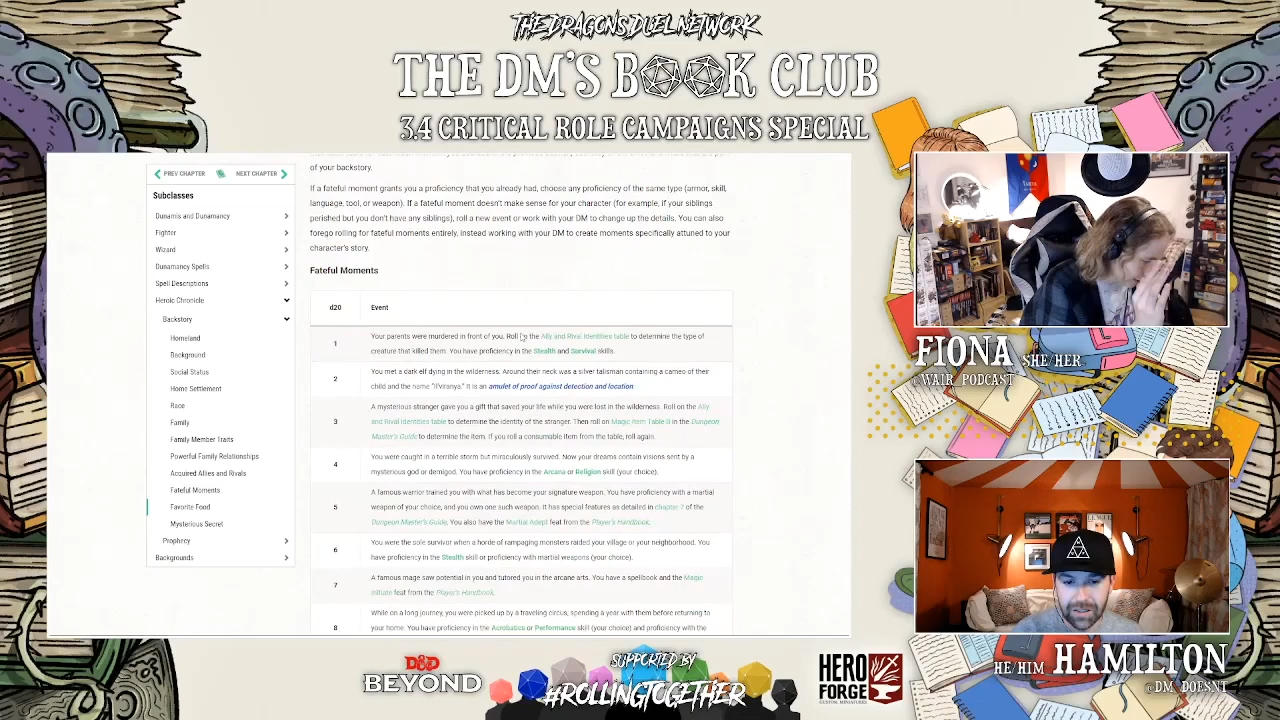 THE DRAGONS DUEL NETWORK
THE DM'S BOOK CLUB
3.4 CRITICAL ROLE CAMPAIGNS SPECIAL
PREV CHAPTER
NEXT CHAPTER
Subclasses
Dunamis and Dunamancy
Fighter
Wizard
Dunamancy Spells
Spell Descriptions
Heroic Chronicle
Backstory
Homeland
Background
Social Status
Home Settlement
Race
Family
Family Member Traits
Powerful Family Relationships
Acquired Allies and Rivals
Fateful Moments
Favorite Food
Mysterious Secret
Prophecy
Backgrounds
of your backstory.
If a fateful moment grants you a proficiency that you already had, choose any proficiency of the same type (armor, skill,
language, tool, or weapon). If a fateful moment doesn't make sense for your character (for example, if your siblings
perished but you don't have any siblings), roll a new event or work with your DM to change up the details. You can also
forego rolling for fateful moments entirely, instead working with your DM to create moments specifically attuned to your
character's story.
Fateful Moments
d20 Event
1 Your parents were murdered in front of you. Roll on the Ally and Rival Identities table to determine the type of
creature that killed them. You have proficiency in the Stealth and Survival skills.
2 You met a dark elf dying in the wilderness. Around their neck was a silver talisman containing a cameo of their
child and the name "Il'viranya." It is an amulet of proof against detection and location
3 A mysterious stranger gave you a gift that saved your life while you were lost in the wilderness. Roll on the Ally
and Rival Identities table to determine the identity of the stranger. Then roll on Magic Item Table B in the Dungeon
Master's Guide to determine the item. If you roll a consumable item from the table, roll again.
4 You were caught in a terrible storm but miraculously survived. Now your dreams contain visions sent by a
mysterious god or demigod. You have proficiency in the Arcana or Religion skill (your choice).
5 A famous warrior trained you with what has become your signature weapon. You have proficiency with a martial
weapon of your choice, and you own one such weapon. It has special features as detailed in chapter 7 of the
Dungeon Master's Guide. You also have the Martial Adept feat from the Player's Handbook.
6 You were the sole survivor when a horde of rampaging monsters raided your village or your neighborhood. You
have proficiency in the Stealth skill or proficiency with martial weapons (your choice).
7 A famous mage saw potential in you and tutored you in the arcane arts. You have a spellbook and the Magic
Initiate feat from the Player's Handbook.
8 While on a long journey, you were picked up by a traveling circus, spending a year with them before returning to
your home. You have proficiency in the Acrobatics or Performance skill (your choice) and proficiency with the
FIONA SHE/HER
@WAIR_PODCAST
HE/HIM HAMILTON
@DM_DOESNT
D&D
BEYOND
SUPPORTED BY
#ROLLINGTOGETHER
HERO
FORGE
CUSTOM MINIATURES